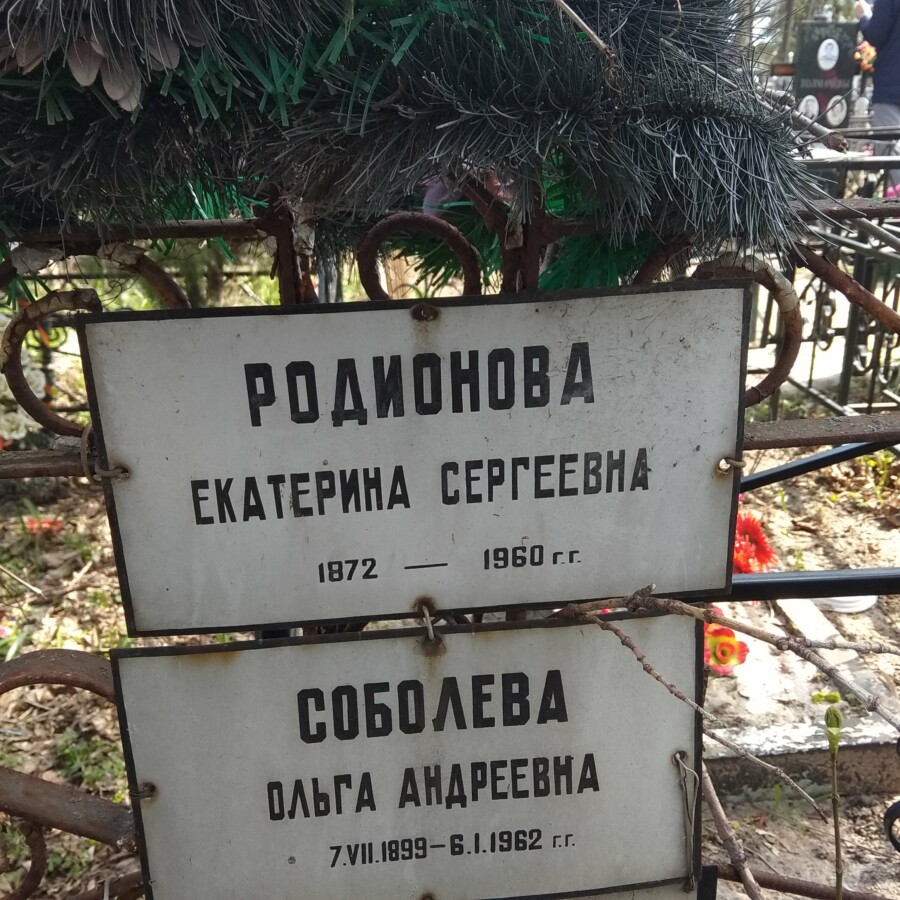 РОДИОНОВА
ЕКАТЕРИНА СЕРГЕЕВНА
1872 — 1960 г.г.
СОБОЛЕВА
ОЛЬГА АНДРЕЕВНА
7.VII.1899–6.I.1962 г.г.